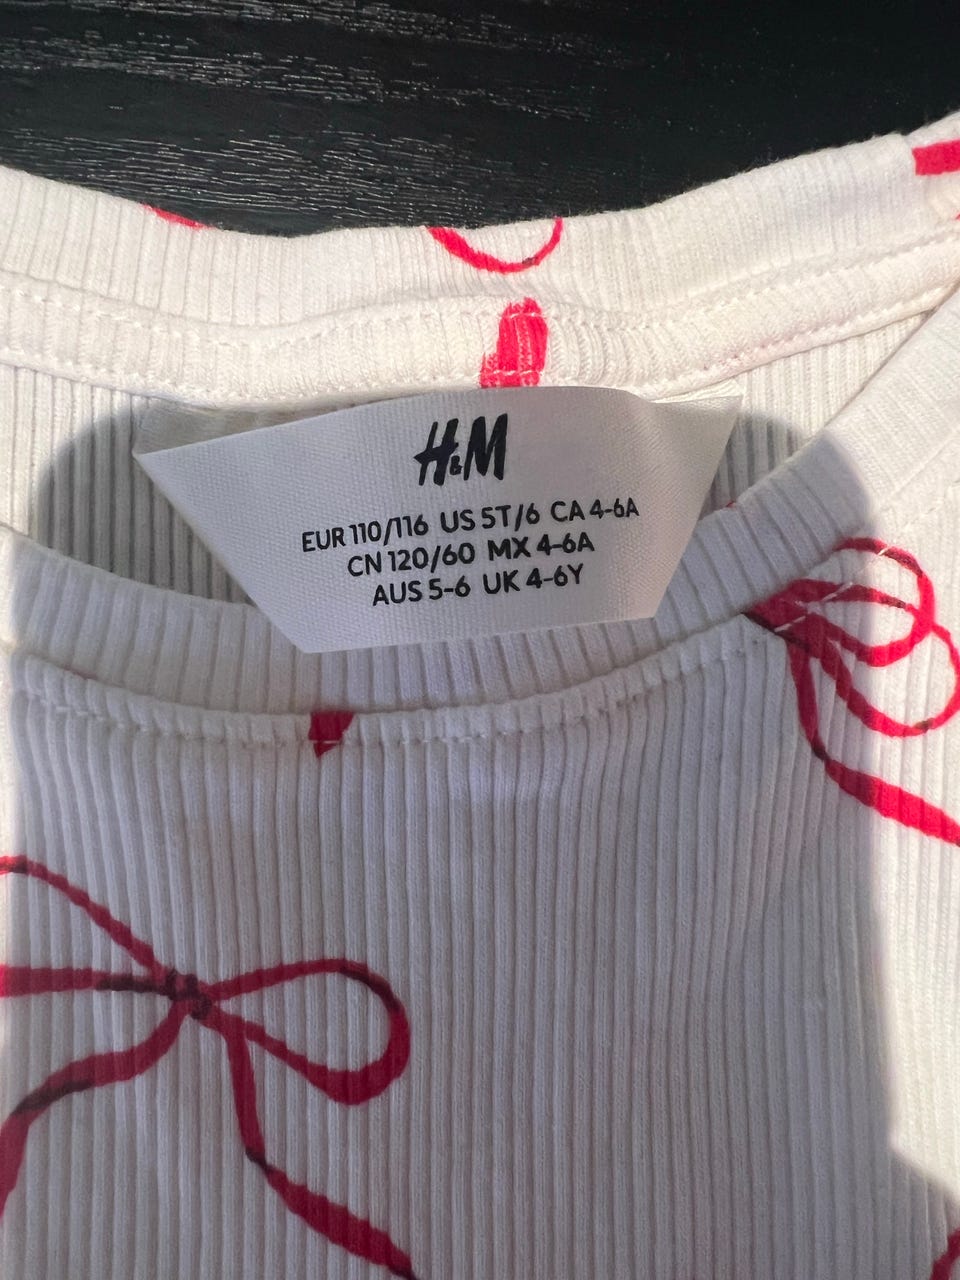 H&M
EUR 110/116 US 5T/6 CA 4-6A
CN 120/60 MX 4-6A
AUS 5-6 UK 4-6Y